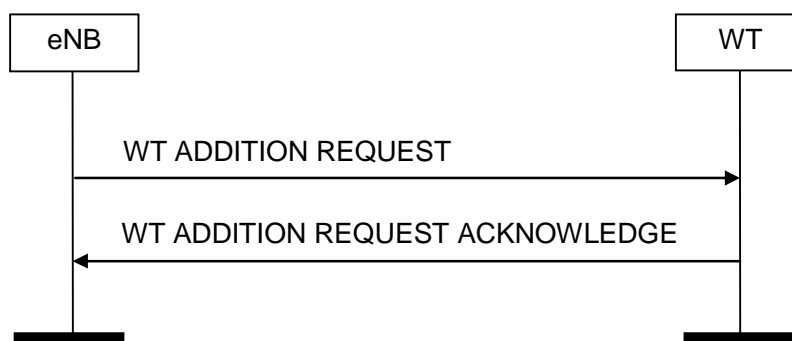 eNB
WT
WT ADDITION REQUEST
WT ADDITION REQUEST ACKNOWLEDGE